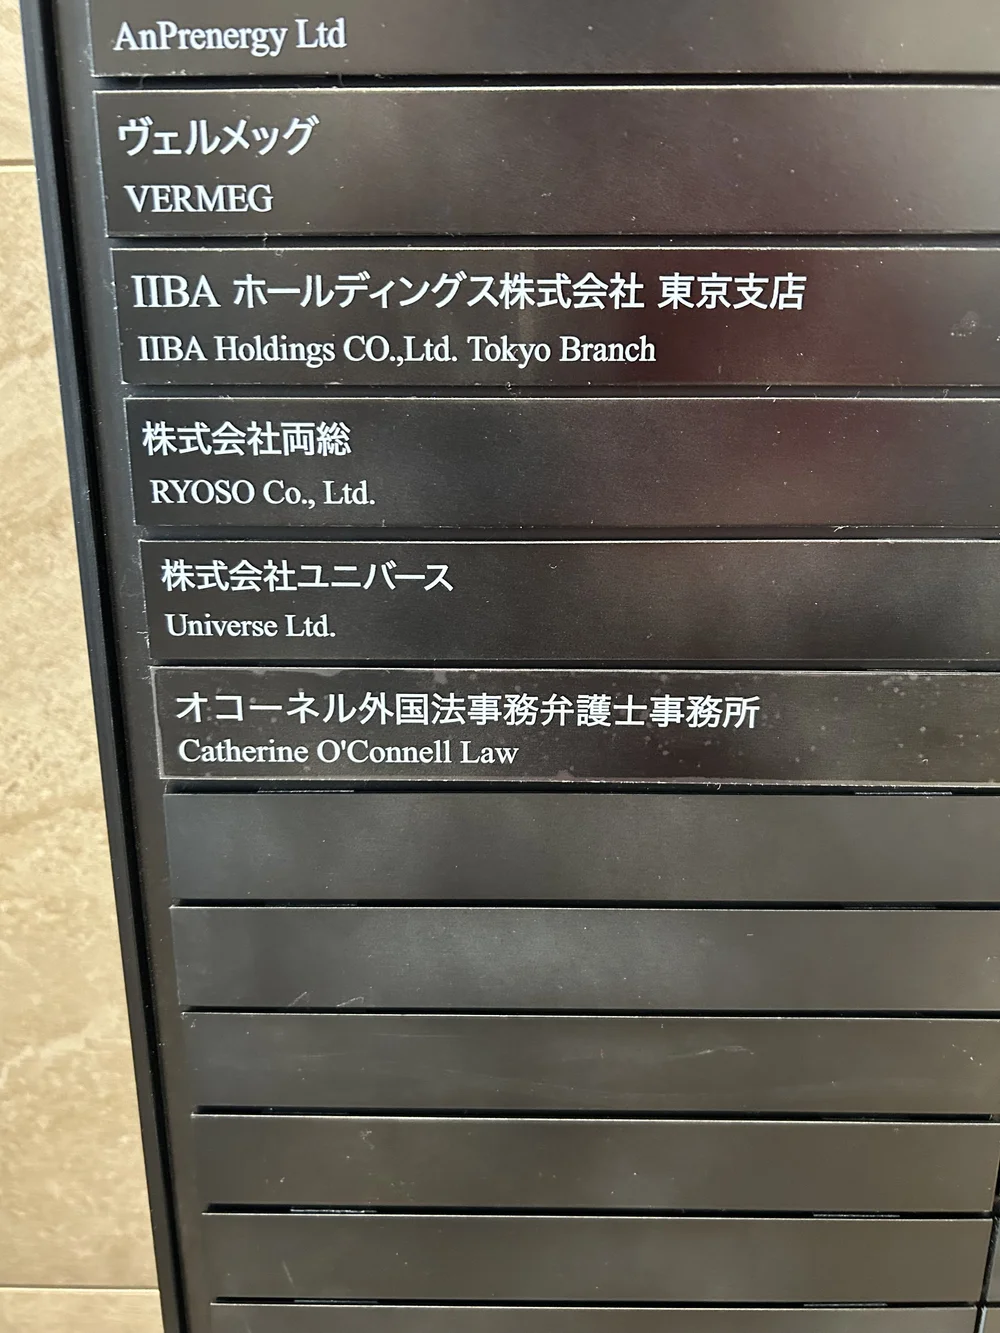 AnPrenergy Ltd
ヴェルメッグ
VERMEG
IIBA ホールディングス株式会社 東京支店
IIBA Holdings CO.,Ltd. Tokyo Branch
株式会社両総
RYOSO Co., Ltd.
株式会社ユニバース
Universe Ltd.
オコーネル外国法事務弁護士事務所
Catherine O'Connell Law